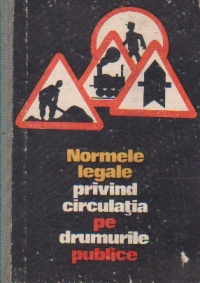 Normele
legale
privind
circulația
pe
drumurile
publice